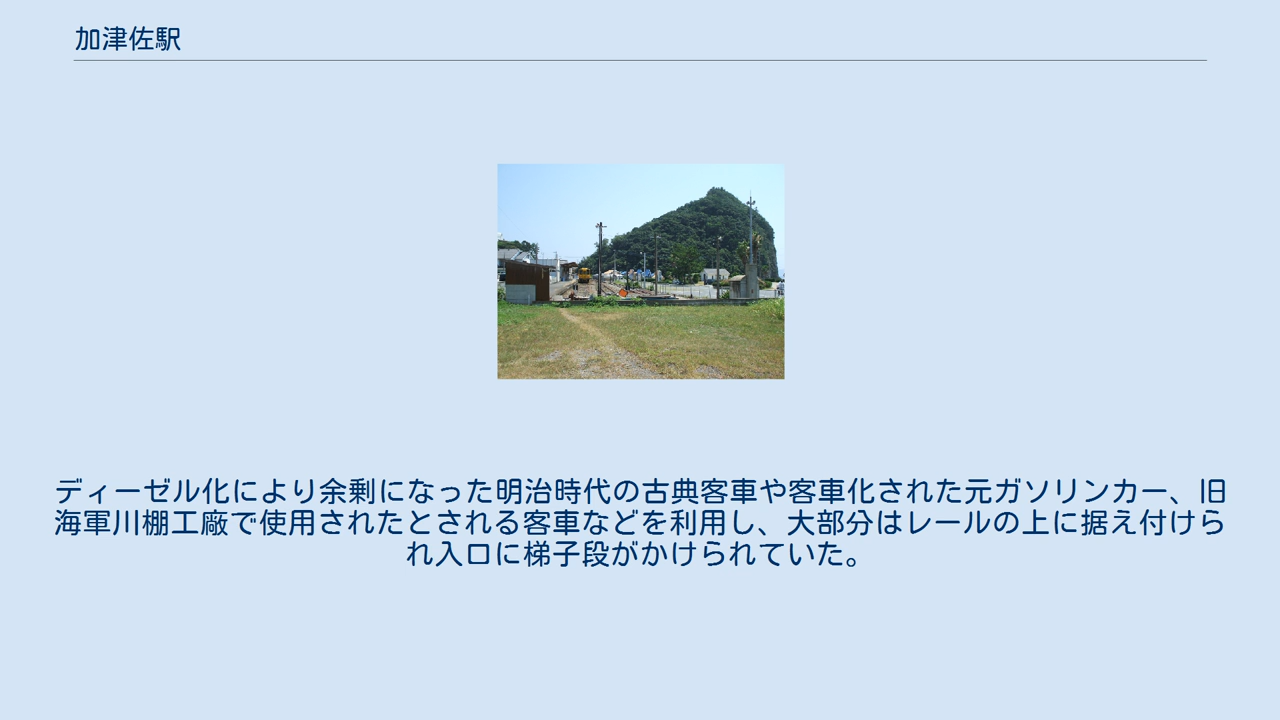 加津佐駅
ディーゼル化により余剰になった明治時代の古典客車や客車化された元ガソリンカー、旧
海軍川棚工廠で使用されたとされる客車などを利用し、大部分はレールの上に据え付けら
れ入口に梯子段がかけられていた。